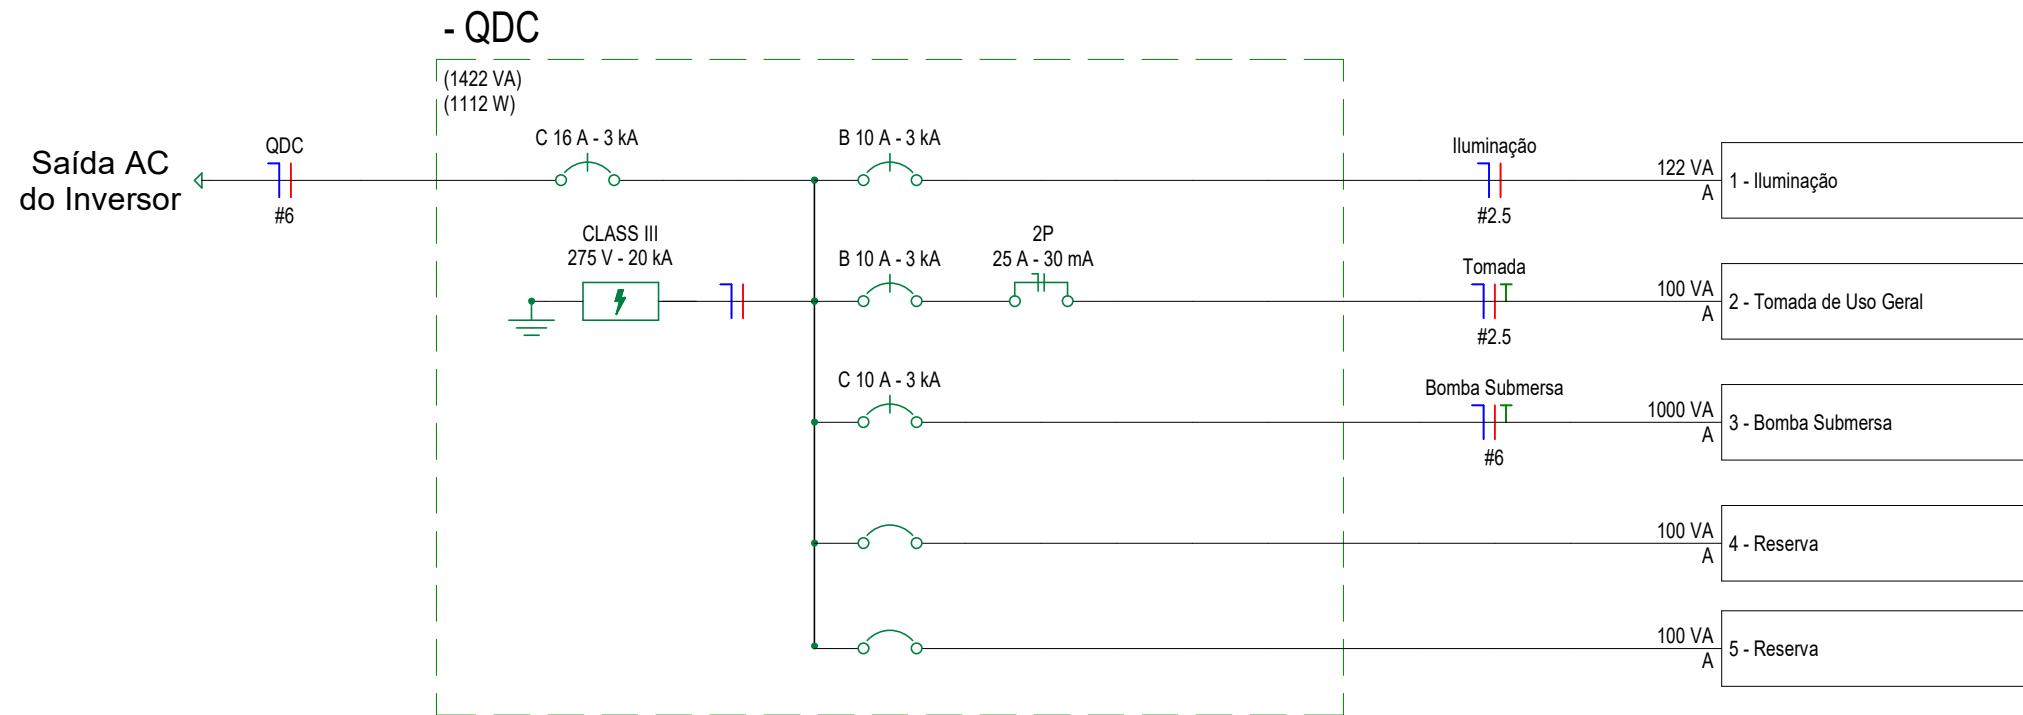 - QDC
(1422 VA)
(1112 W)
Saída AC
do Inversor
QDC
#6
C 16 A - 3 kA
B 10 A - 3 kA
Iluminação
#2.5
122 VA
A
1 - Iluminação
CLASS III
275 V - 20 kA
B 10 A - 3 kA
2P
25 A - 30 mA
Tomada
#2.5
100 VA
A
2 - Tomada de Uso Geral
C 10 A - 3 kA
Bomba Submersa
#6
1000 VA
A
3 - Bomba Submersa
100 VA
A
4 - Reserva
100 VA
A
5 - Reserva